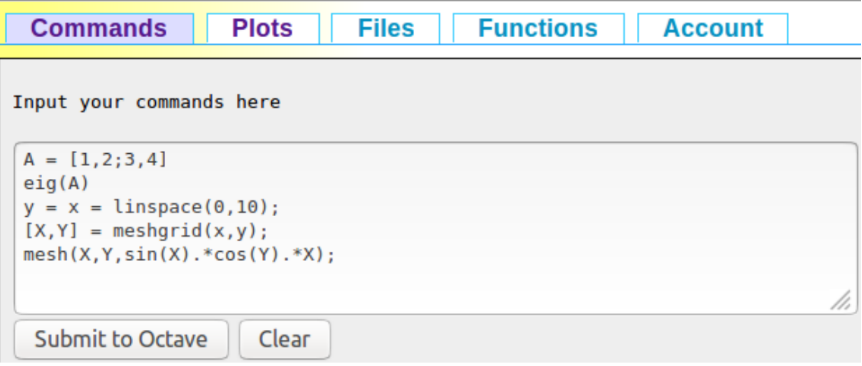 Commands Plots Files Functions Account
Input your commands here
A = [1,2;3,4]
eig(A)
y = x = linspace(0,10);
[X,Y] = meshgrid(x,y);
mesh(X,Y,sin(X).*cos(Y).*X);
Submit to Octave Clear